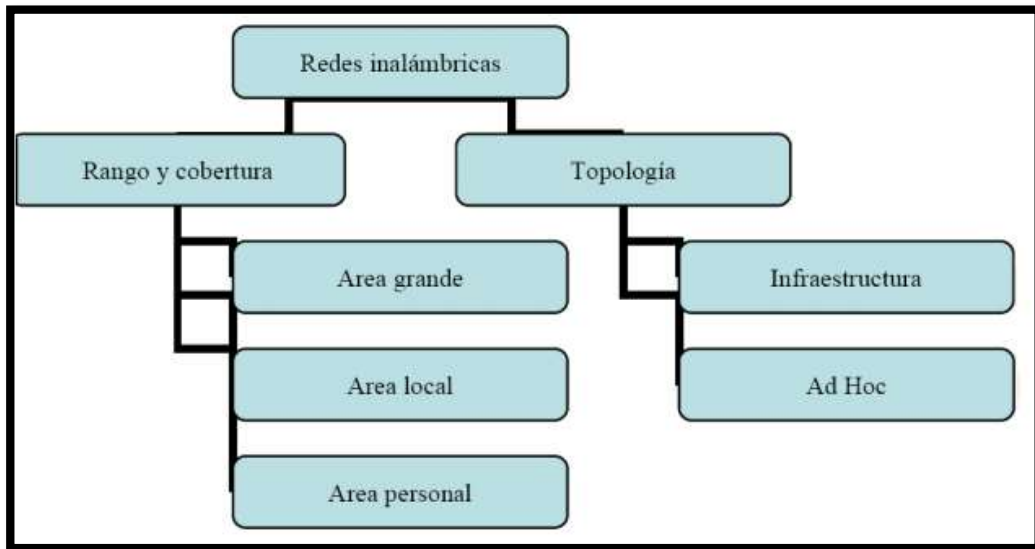 Redes inalámbricas
Rango y cobertura
Topología
Area grande
Infraestructura
Area local
Ad Hoc
Area personal